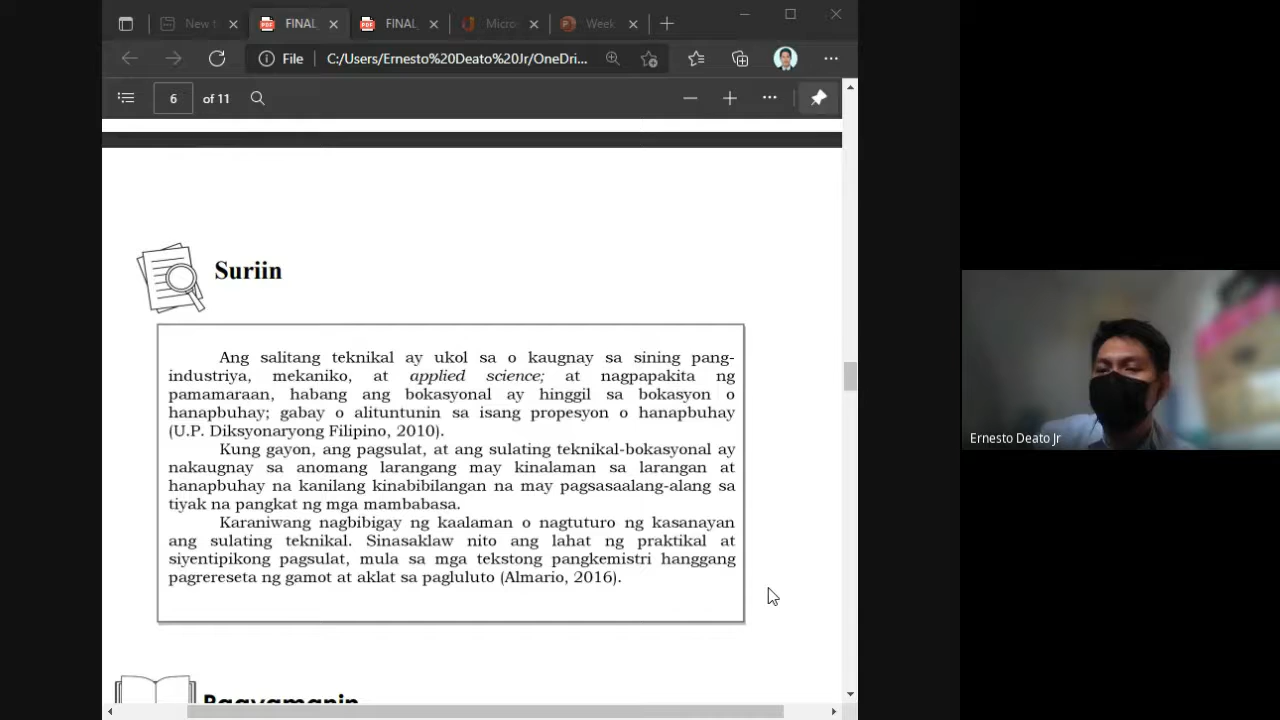 New t
FINAL
FINAL
Micro
Week
File
C:/Users/Ernesto%20Deato%20Jr/OneDri...
6 of 11
Suriin
Ang salitang teknikal ay ukol sa o kaugnay sa sining pang-
industriya, mekaniko, at applied science; at nagpapakita ng
pamamaraan, habang ang bokasyonal ay hinggil sa bokasyon o
hanapbuhay; gabay o alituntunin sa isang propesyon o hanapbuhay
(U.P. Diksyonaryong Filipino, 2010).
Kung gayon, ang pagsulat, at ang sulating teknikal-bokasyonal ay
nakaugnay sa anomang larangang may kinalaman sa larangan at
hanapbuhay na kanilang kinabibilangan na may pagsasaalang-alang sa
tiyak na pangkat ng mga mambabasa.
Karaniwang nagbibigay ng kaalaman o nagtuturo ng kasanayan
ang sulating teknikal. Sinasaklaw nito ang lahat ng praktikal at
siyentipikong pagsulat, mula sa mga tekstong pangkemistri hanggang
pagrereseta ng gamot at aklat sa pagluluto (Almario, 2016).
Pagyamanin
Ernesto Deato Jr